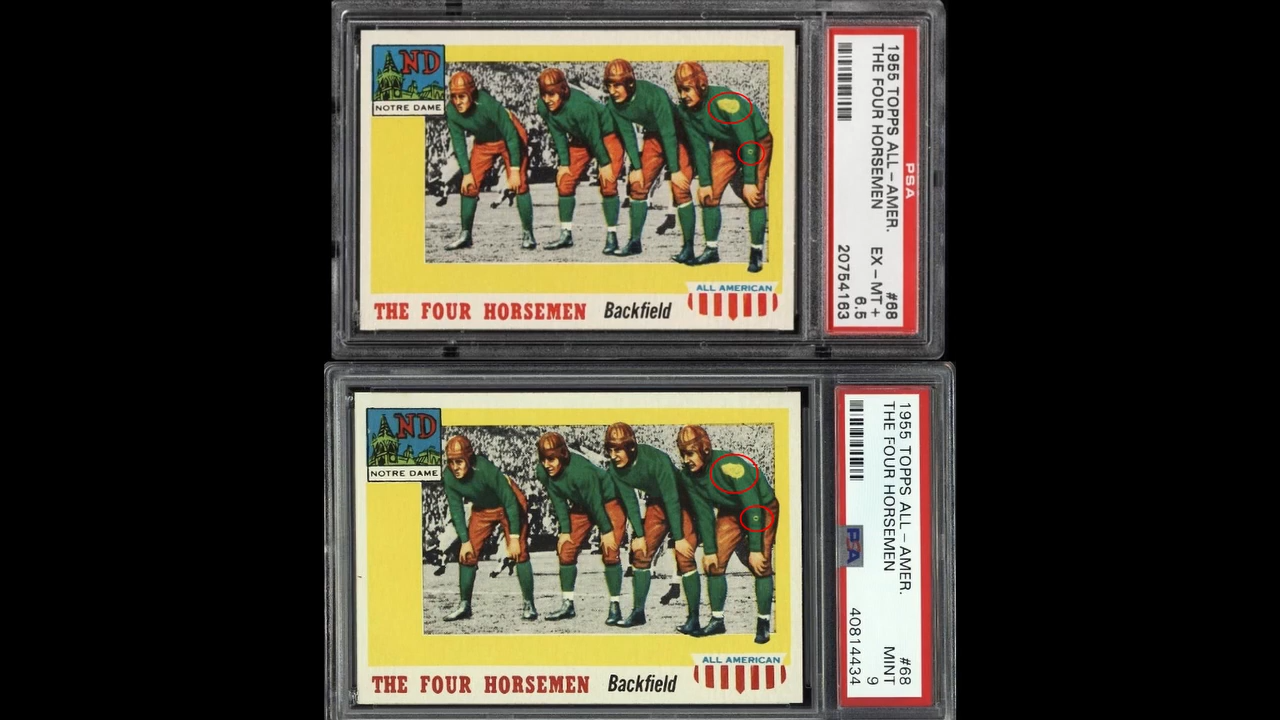 ND
NOTRE DAME
ALL AMERICAN
THE FOUR HORSEMEN Backfield
PSA
1955 TOPPS ALL - AMER. #68
THE FOUR HORSEMEN EX - MT +
6.5
20754163
ND
NOTRE DAME
ALL AMERICAN
THE FOUR HORSEMEN Backfield
1955 TOPPS ALL - AMER. #68
THE FOUR HORSEMEN MINT
9
PSA
40814434